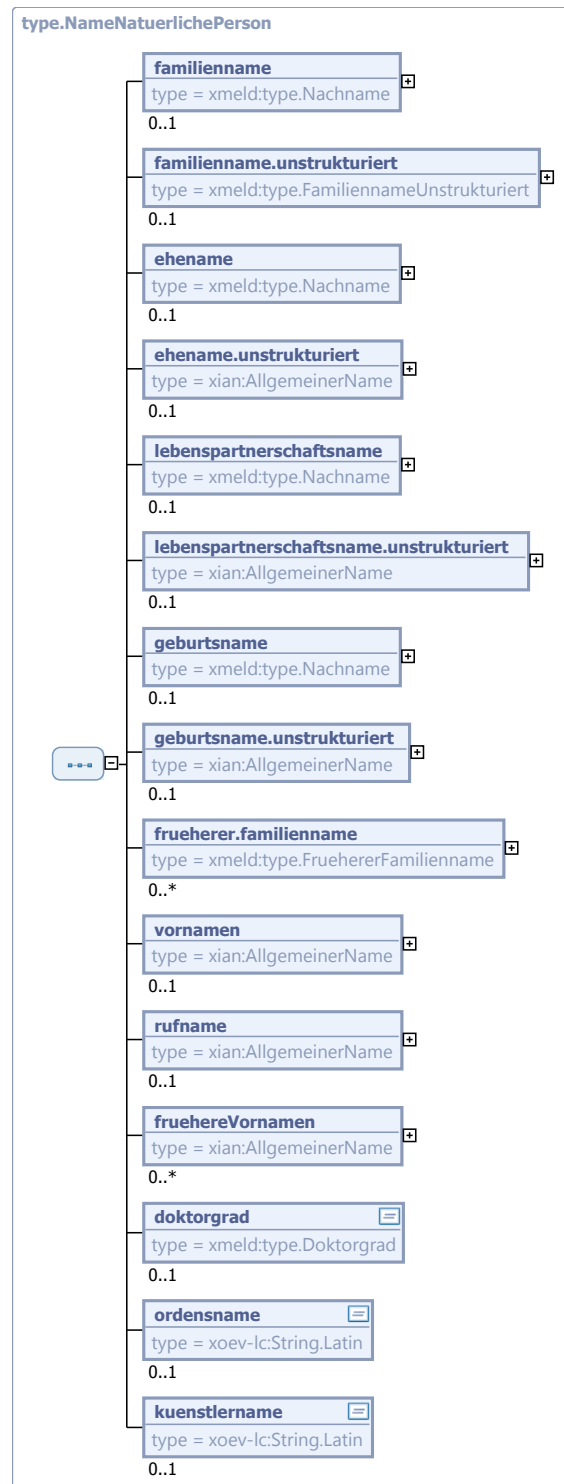 type.NameNatuerlichePerson
familienname
type = xmeld:type.Nachname
0..1
familienname.unstrukturiert
type = xmeld:type.FamiliennameUnstrukturiert
0..1
ehename
type = xmeld:type.Nachname
0..1
ehename.unstrukturiert
type = xian:AllgemeinerName
0..1
lebenspartnerschaftsname
type = xmeld:type.Nachname
0..1
lebenspartnerschaftsname.unstrukturiert
type = xian:AllgemeinerName
0..1
geburtsname
type = xmeld:type.Nachname
0..1
geburtsname.unstrukturiert
type = xian:AllgemeinerName
0..1
frueherer.familienname
type = xmeld:type.FruehererFamilienname
0..*
vornamen
type = xian:AllgemeinerName
0..1
rufname
type = xian:AllgemeinerName
0..1
fruehereVornamen
type = xian:AllgemeinerName
0..*
doktorgrad
type = xmeld:type.Doktorgrad
0..1
ordensname
type = xoev-lc:String.Latin
0..1
kuenstlername
type = xoev-lc:String.Latin
0..1